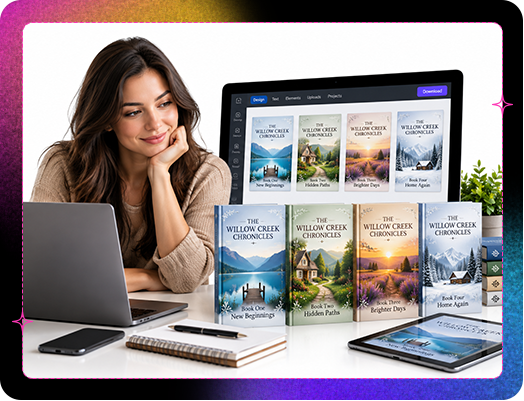 Design Text Elements Uploads Projects
Download
THE
WILLOW CREEK
CHRONICLES
Book One
New Beginnings
THE
WILLOW CREEK
CHRONICLES
Book Two
Hidden Paths
THE
WILLOW CREEK
CHRONICLES
Book Three
Brighter Days
THE
WILLOW CREEK
CHRONICLES
Book Four
Home Again
THE
WILLOW CREEK
CHRONICLES
Book One
New Beginnings
THE
WILLOW CREEK
CHRONICLES
Book Two
Hidden Paths
THE
WILLOW CREEK
CHRONICLES
Book Three
Brighter Days
THE
WILLOW CREEK
CHRONICLES
Book Four
Home Again